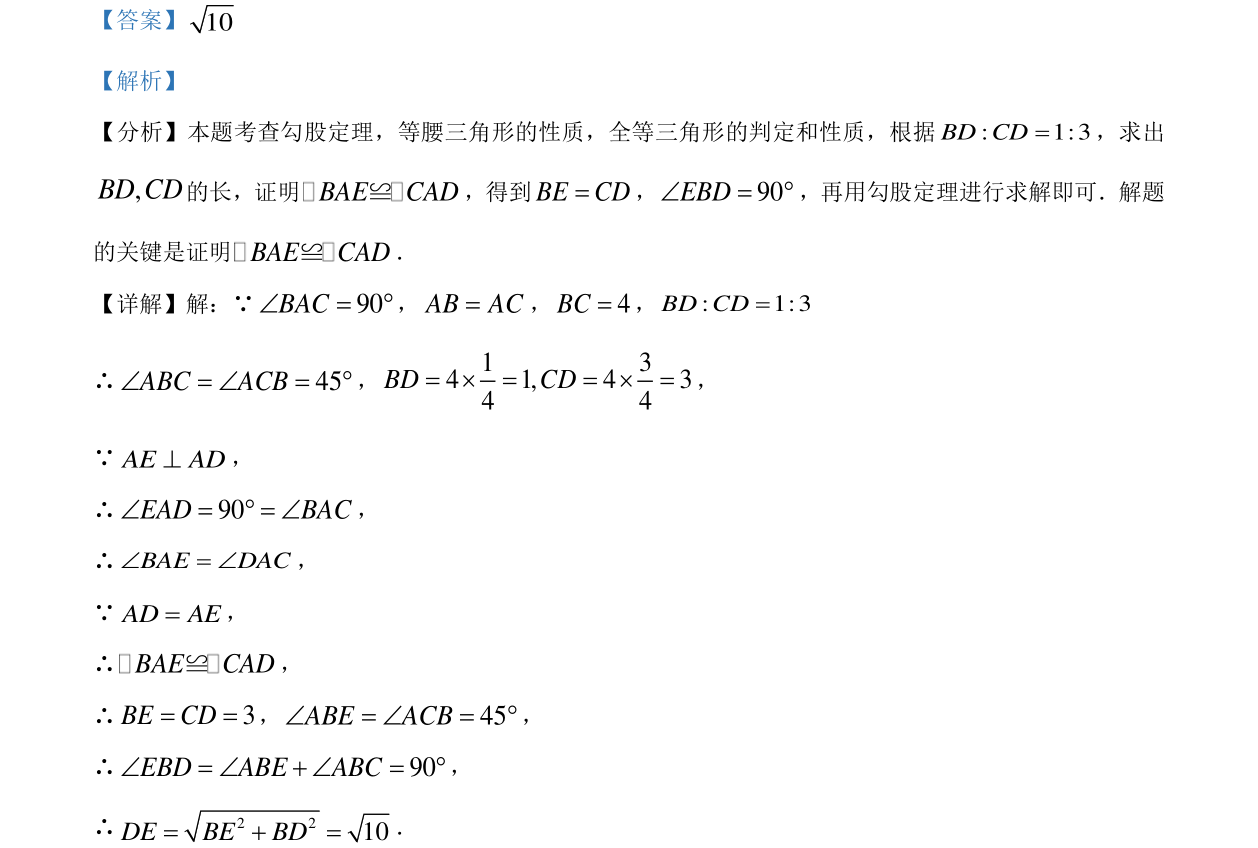 【答案】√10
【解析】
【分析】本题考查勾股定理，等腰三角形的性质，全等三角形的判定和性质，根据 BD:CD=1:3，求出
BD,CD的长，证明□BAE≌□CAD，得到BE=CD，∠EBD=90°，再用勾股定理进行求解即可．解题
的关键是证明□BAE≌□CAD．
【详解】解：∵∠BAC=90°，AB=AC，BC=4，BD:CD=1:3
∴∠ABC=∠ACB=45°，BD=4×1/4=1,CD=4×3/4=3，
∵AE⊥AD，
∴∠EAD=90°=∠BAC，
∴∠BAE=∠DAC，
∵AD=AE，
∴□BAE≌□CAD，
∴BE=CD=3，∠ABE=∠ACB=45°，
∴∠EBD=∠ABE+∠ABC=90°，
∴DE=√(BE²+BD²)=√10．